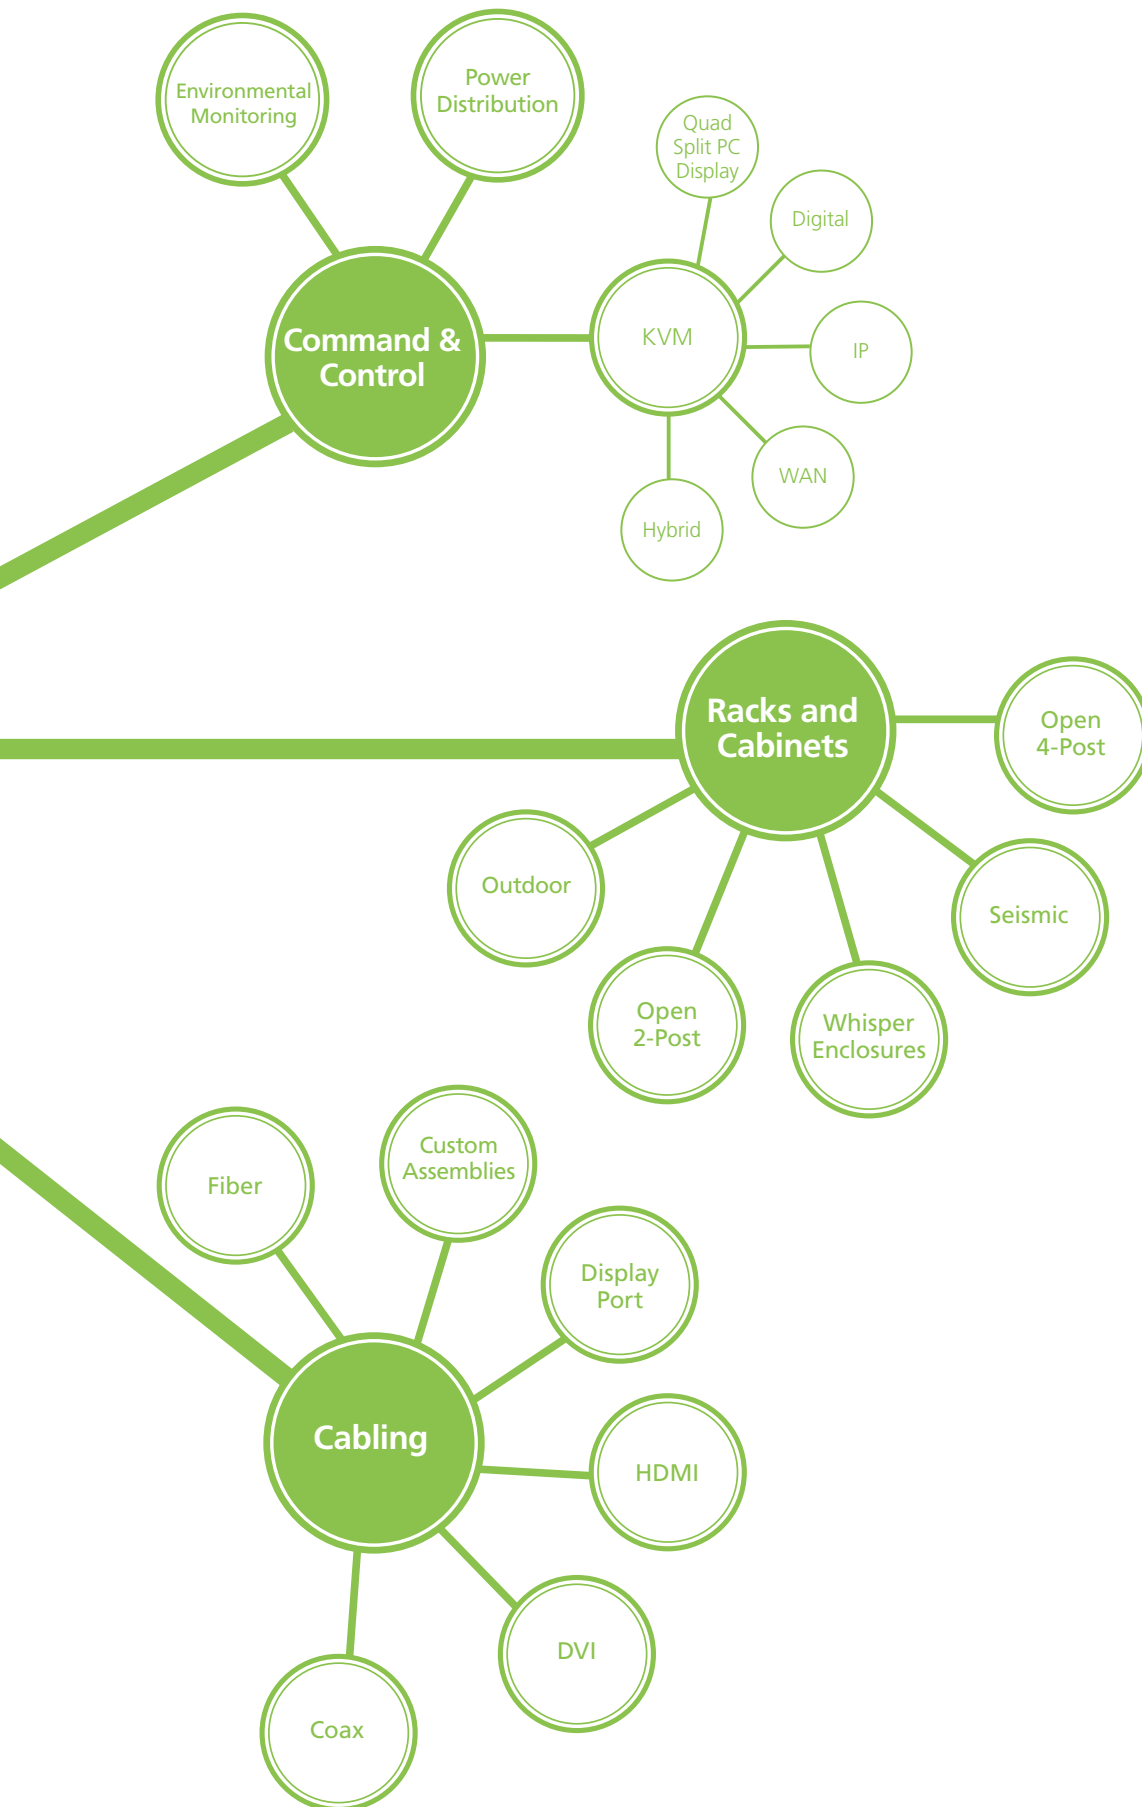 Environmental
Monitoring
Power
Distribution
Quad
Split PC
Display
Digital
Command &
Control
KVM
IP
WAN
Hybrid
Racks and
Cabinets
Open
4-Post
Outdoor
Seismic
Open
2-Post
Whisper
Enclosures
Fiber
Custom
Assemblies
Display
Port
Cabling
HDMI
DVI
Coax